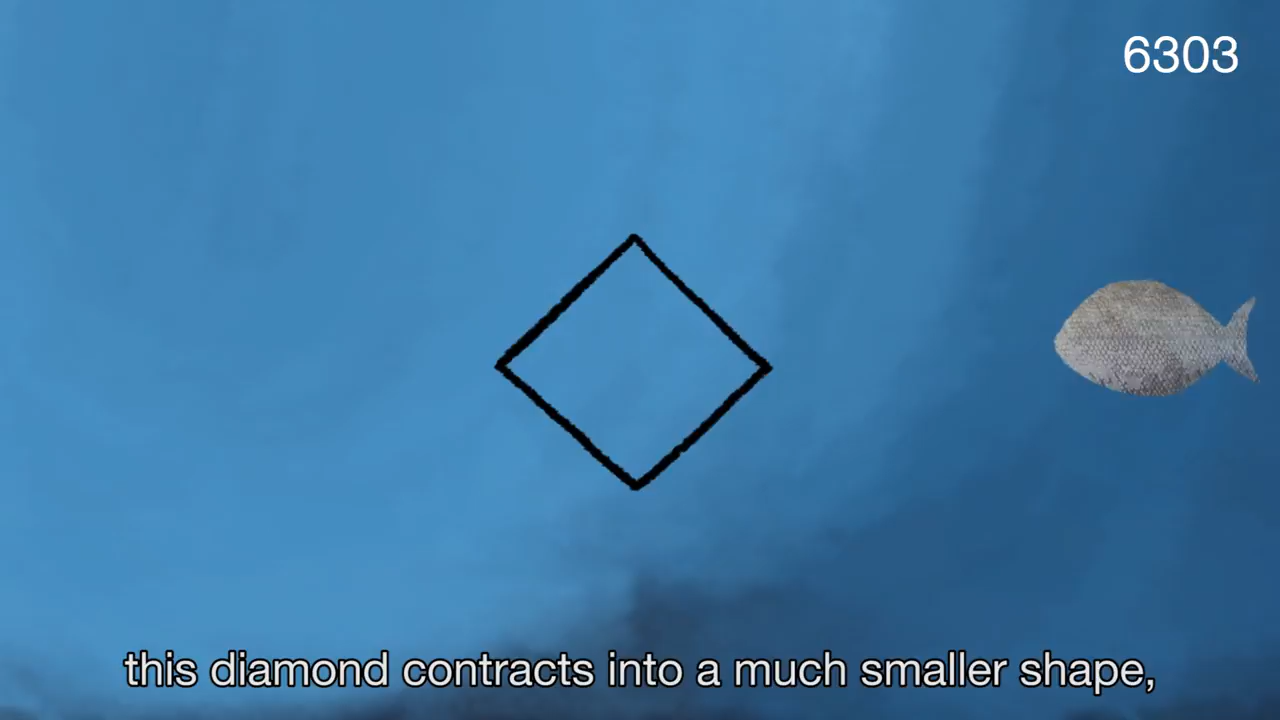 6303
this diamond contracts into a much smaller shape,